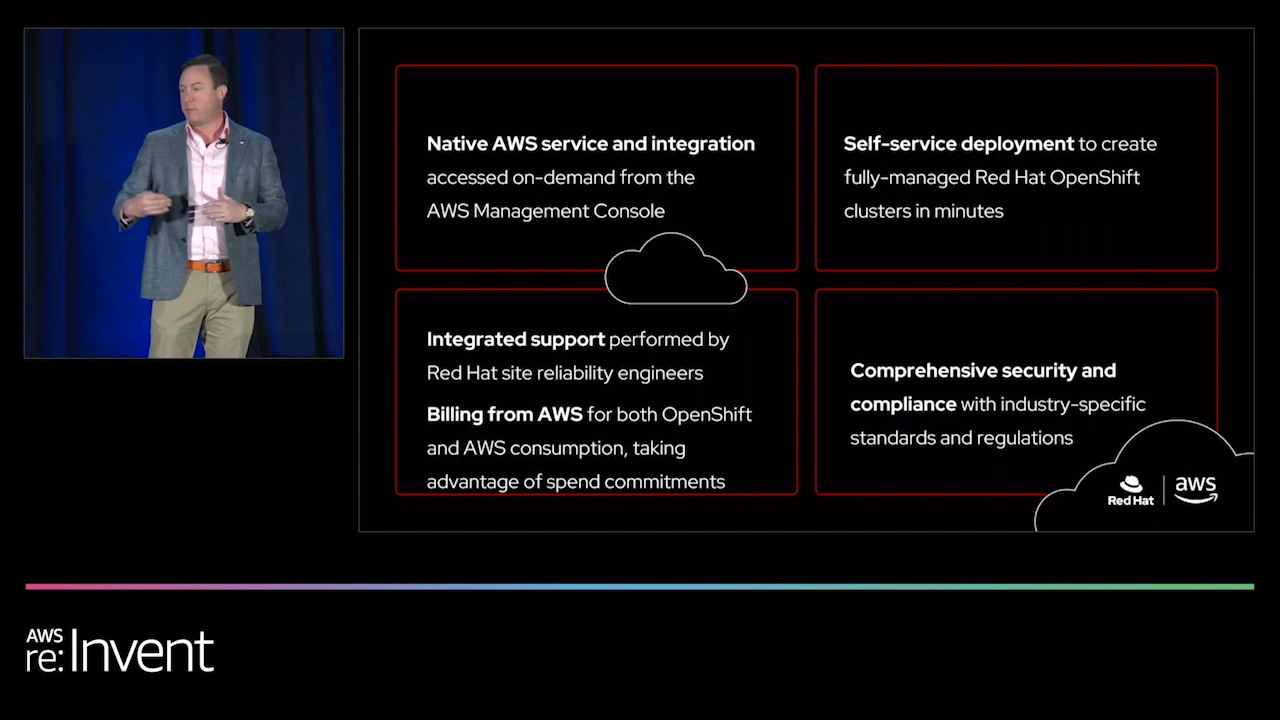 Native AWS service and integration
accessed on-demand from the
AWS Management Console
Self-service deployment to create
fully-managed Red Hat OpenShift
clusters in minutes
Integrated support performed by
Red Hat site reliability engineers
Billing from AWS for both OpenShift
and AWS consumption, taking
advantage of spend commitments
Comprehensive security and
compliance with industry-specific
standards and regulations
Red Hat
aws
AWS
re:Invent